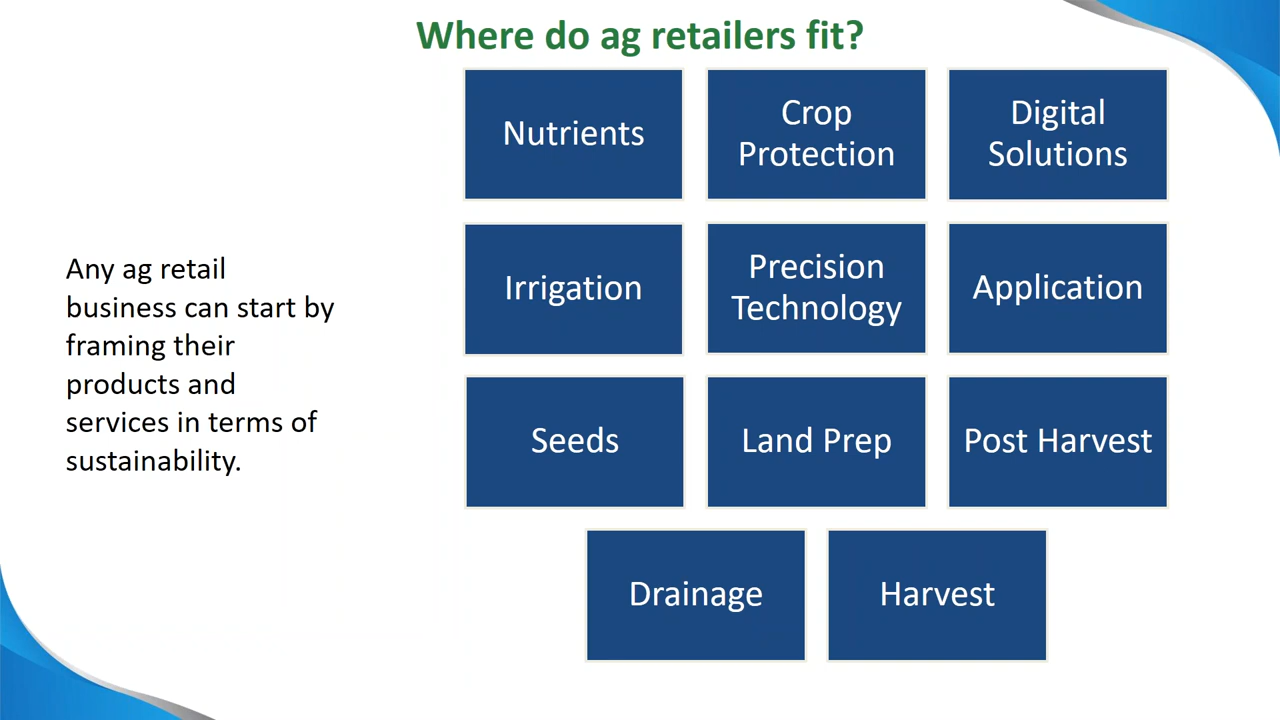 Where do ag retailers fit?
Nutrients
Crop
Protection
Digital
Solutions
Any ag retail
business can start by
framing their
products and
services in terms of
sustainability.
Irrigation
Precision
Technology
Application
Seeds
Land Prep
Post Harvest
Drainage
Harvest